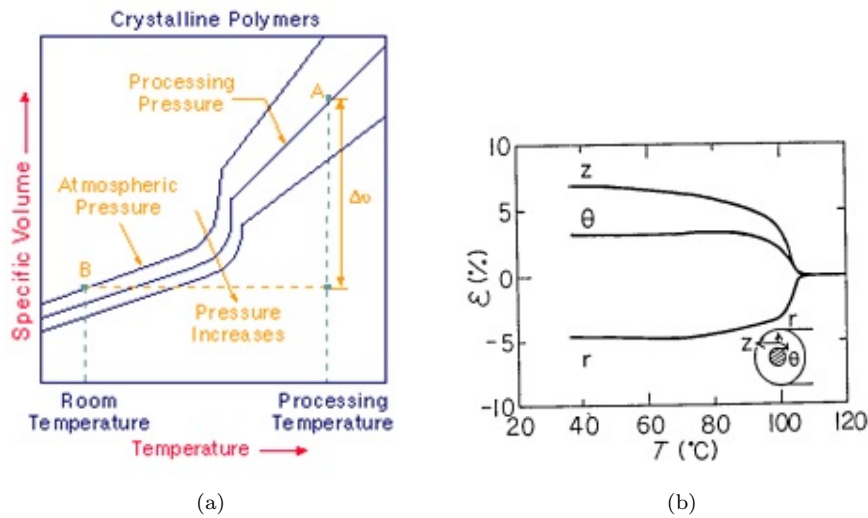 Crystalline Polymers
Specific Volume
Processing
Pressure
A
Atmospheric
Pressure
Δυ
B
Pressure
Increases
Room
Temperature
Processing
Temperature
Temperature
(a)
10
5
0
-5
-10
ε (%)
z
θ
r
r
z
θ
20 40 60 80 100 120
T (°C)
(b)